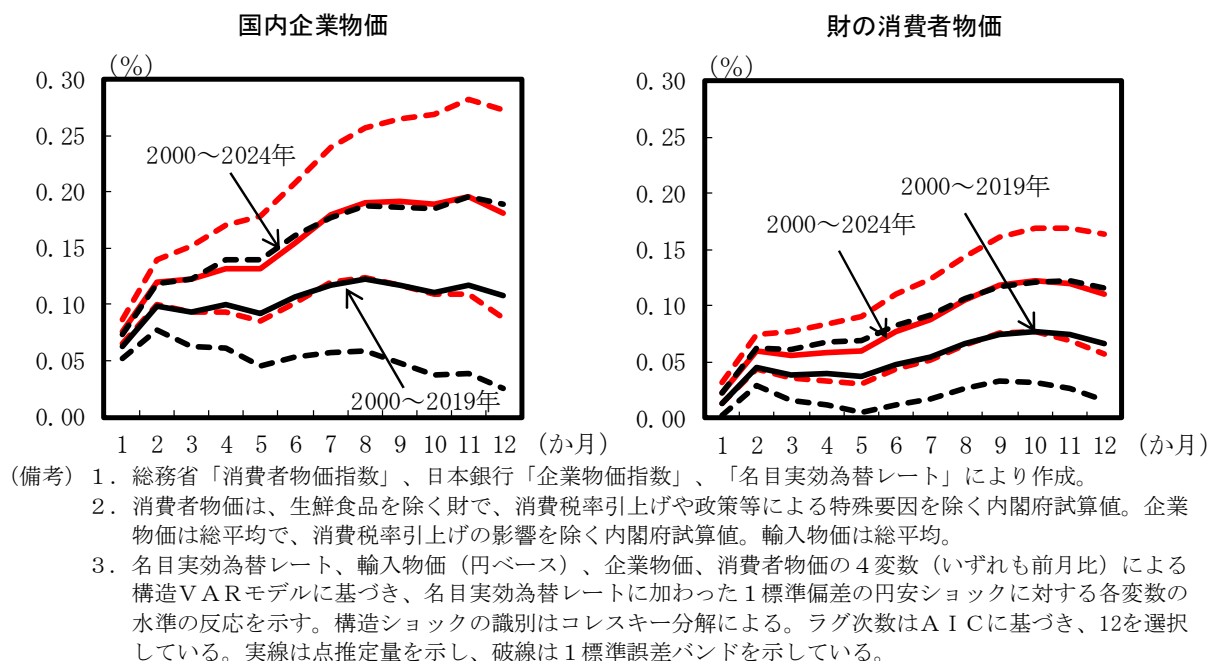 国内企業物価
財の消費者物価
(%)
0.30
0.25
0.20
0.15
0.10
0.05
0.00
2000～2024年
2000～2019年
1 2 3 4 5 6 7 8 9 10 11 12 (か月)
(%)
0.30
0.25
0.20
0.15
0.10
0.05
0.00
2000～2019年
2000～2024年
1 2 3 4 5 6 7 8 9 10 11 12 (か月)
（備考）１．総務省「消費者物価指数」、日本銀行「企業物価指数」、「名目実効為替レート」により作成。
２．消費者物価は、生鮮食品を除く財で、消費税率引上げや政策等による特殊要因を除く内閣府試算値。企業
物価は総平均で、消費税率引上げの影響を除く内閣府試算値。輸入物価は総平均。
３．名目実効為替レート、輸入物価（円ベース）、企業物価、消費者物価の４変数（いずれも前月比）による
構造ＶＡＲモデルに基づき、名目実効為替レートに加わった１標準偏差の円安ショックに対する各変数の
水準の反応を示す。構造ショックの識別はコレスキー分解による。ラグ次数はＡＩＣに基づき、12を選択
している。実線は点推定量を示し、破線は１標準誤差バンドを示している。